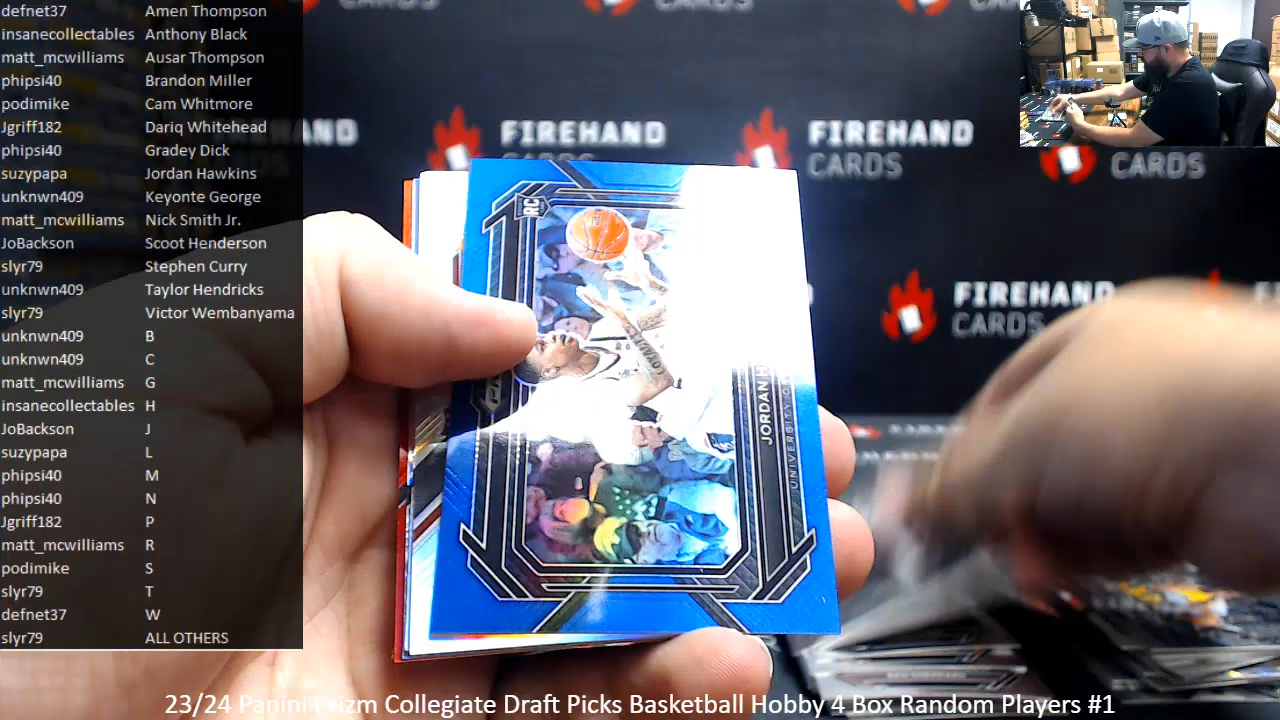 defnet37 Amen Thompson
insanecollectables Anthony Black
matt_mcwilliams Ausar Thompson
phipsi40 Brandon Miller
podimike Cam Whitmore
Jgriff182 Dariq Whitehead
phipsi40 Gradey Dick
suzypapa Jordan Hawkins
unknwn409 Keyonte George
matt_mcwilliams Nick Smith Jr.
JoBackson Scoot Henderson
slyr79 Stephen Curry
unknwn409 Taylor Hendricks
slyr79 Victor Wembanyama
unknwn409 B
unknwn409 C
matt_mcwilliams G
insanecollectables H
JoBackson J
suzypapa L
phipsi40 M
phipsi40 N
Jgriff182 P
matt_mcwilliams R
podimike S
slyr79 T
defnet37 W
slyr79 ALL OTHERS
FIREHAND
CARDS
FIREHAND
CARDS
CARDS
FIREHAND
CARDS
RC
JORDAN H
UNIVERSITY
23/24 Panini Prizm Collegiate Draft Picks Basketball Hobby 4 Box Random Players #1